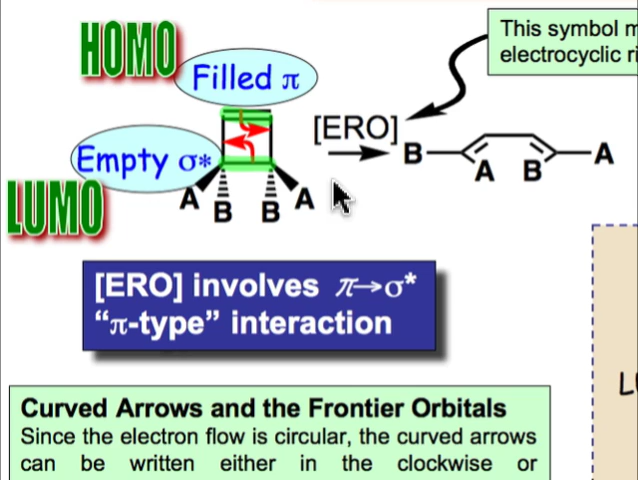 HOMO
This symbol
electrocyclic
Filled π
[ERO]
Empty σ*
B A B A
A B B A
LUMO
[ERO] involves π→σ*
“π-type” interaction
Curved Arrows and the Frontier Orbitals
Since the electron flow is circular, the curved arrows
can be written either in the clockwise or